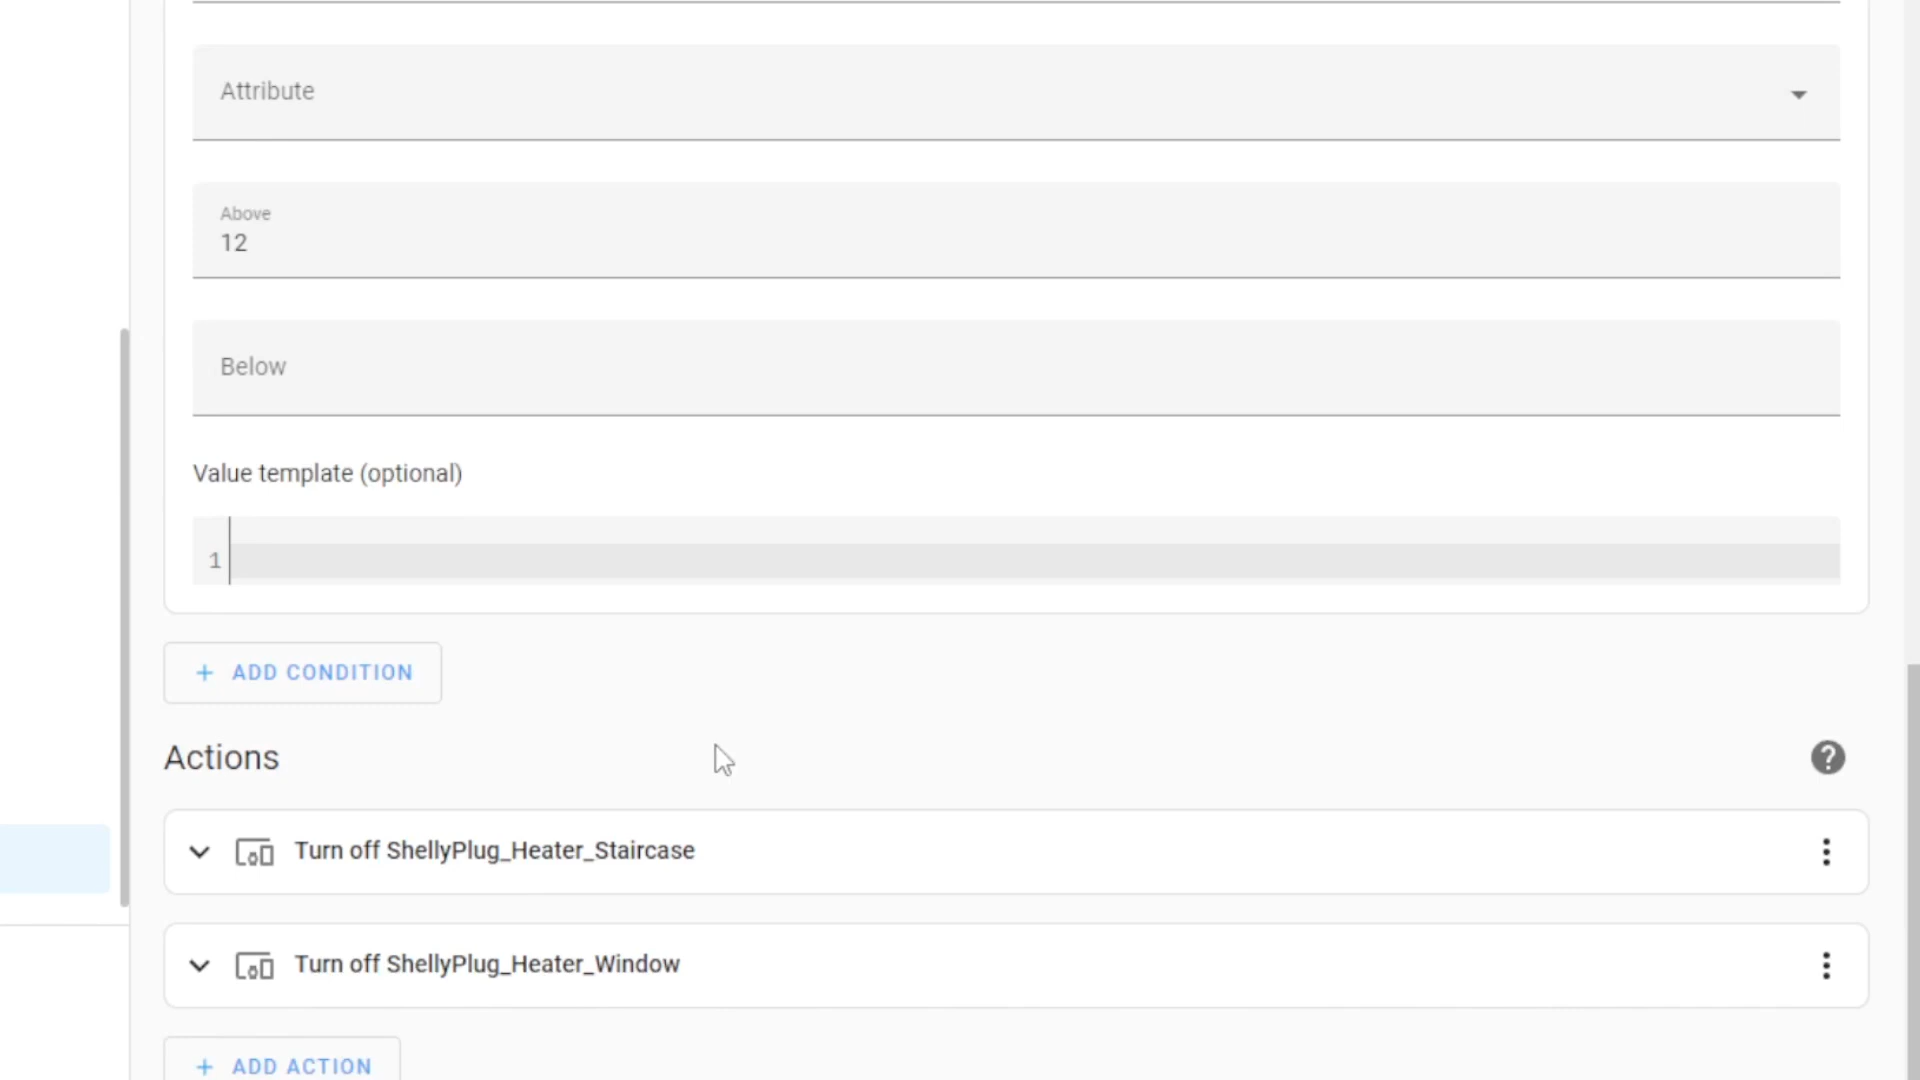 Attribute
Above
12
Below
Value template (optional)
1
+ ADD CONDITION
Actions
?
Turn off ShellyPlug_Heater_Staircase
Turn off ShellyPlug_Heater_Window
+ ADD ACTION